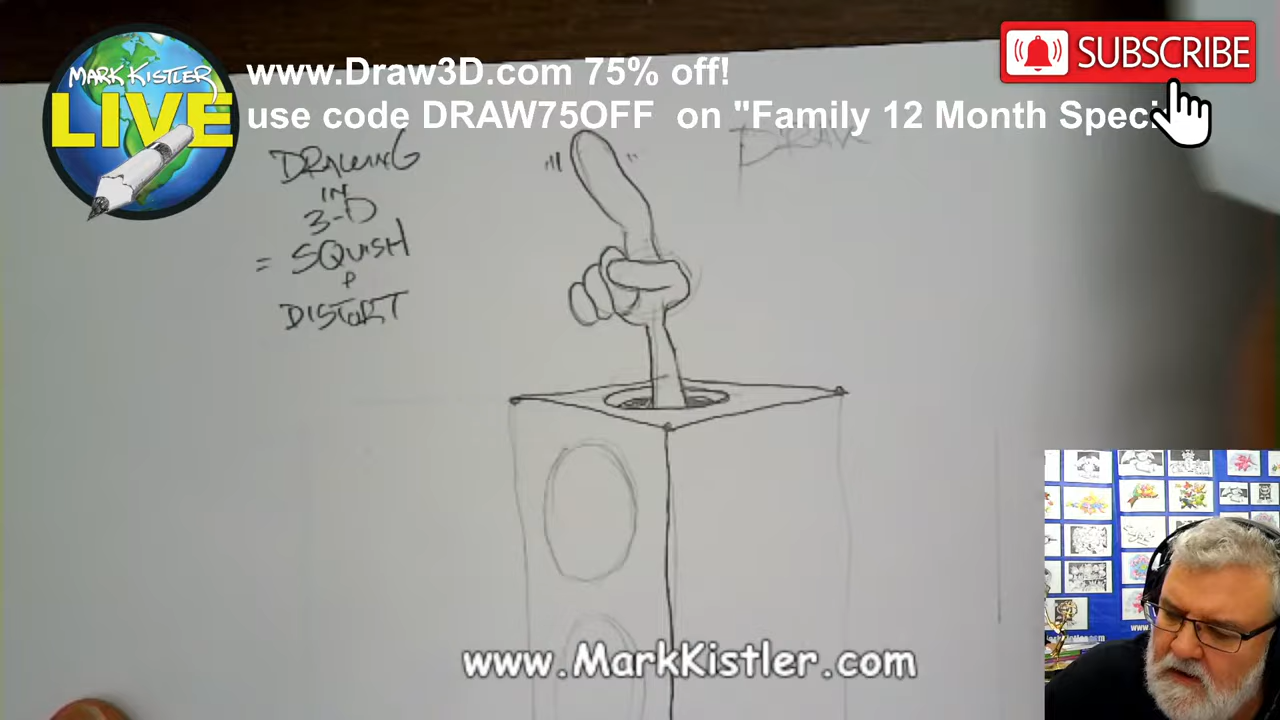 MARK KISTLER
LIVE
www.Draw3D.com 75% off!
use code DRAW75OFF on "Family 12 Month Speci
SUBSCRIBE
DRAWING
IN
3-D
= SQUISH
&
DISTORT
DRAW
www.MarkKistler.com